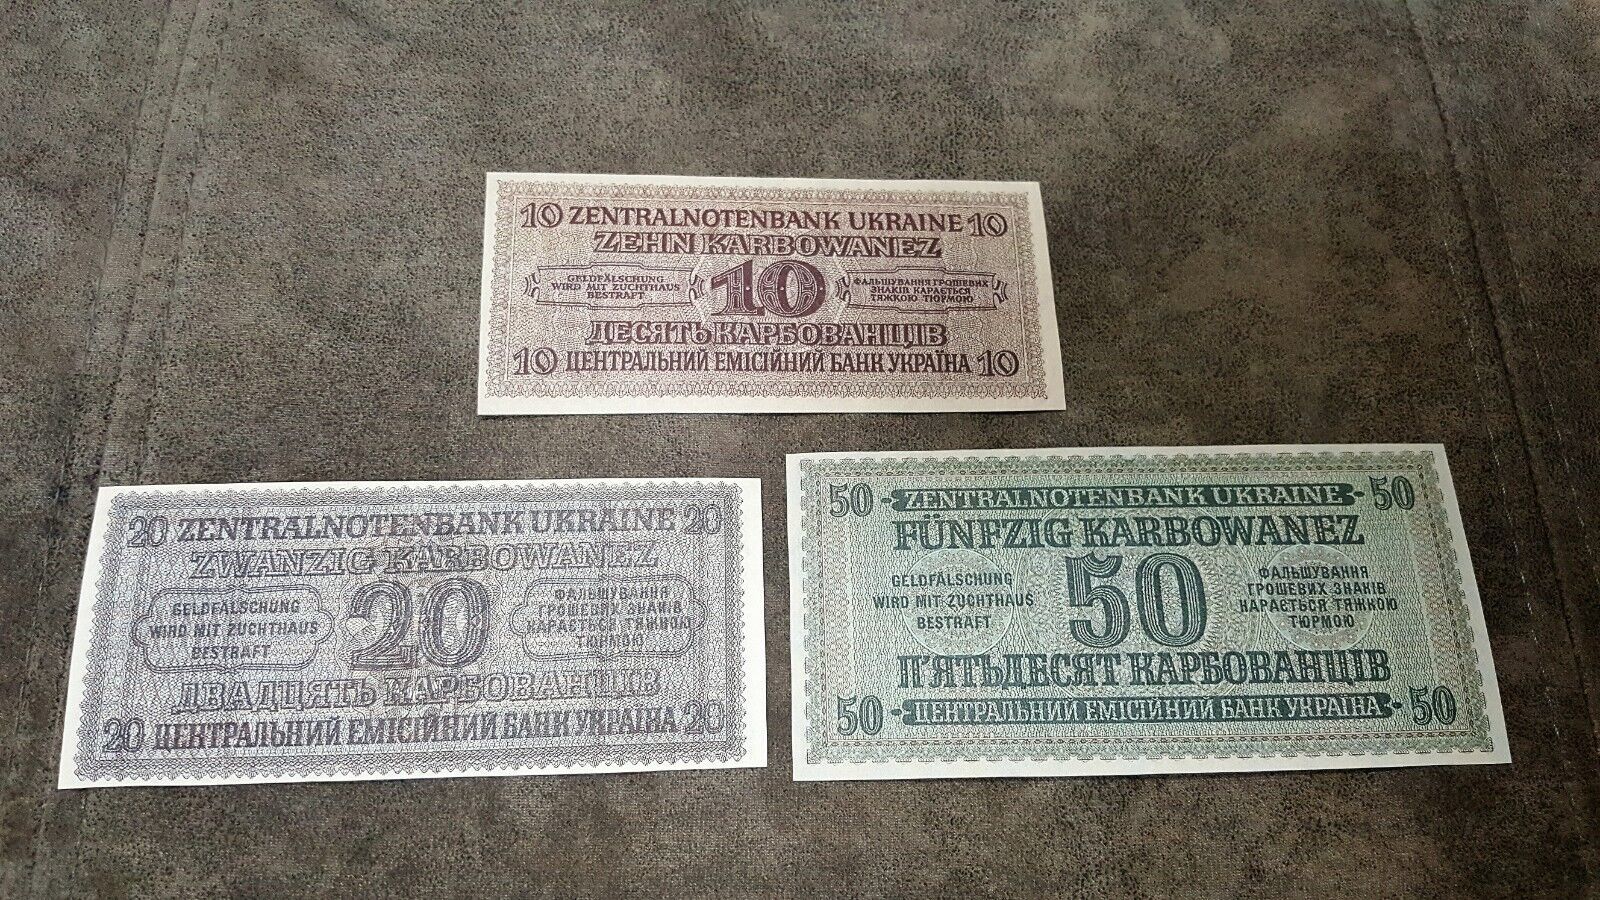 10 ZENTRALNOTENBANK UKRAINE 10
ZEHN KARBOWANEZ
GELDFÄLSCHUNG
WIRD MIT ZUCHTHAUS
BESTRAFT
10
ФАЛЬШУВАННЯ ГРОШЕВИХ
ЗНАКІВ КАРАЄТЬСЯ
ТЯЖКОЮ ТЮРМОЮ
ДЕСЯТЬ КАРБОВАНЦІВ
10 ЦЕНТРАЛЬНИЙ ЕМІСІЙНИЙ БАНК УКРАЇНА 10
20 ZENTRALNOTENBANK UKRAINE 20
ZWANZIG KARBOWANEZ
GELDFÄLSCHUNG
WIRD MIT ZUCHTHAUS
BESTRAFT
20
ФАЛЬШУВАННЯ
ГРОШЕВИХ ЗНАКІВ
КАРАЄТЬСЯ ТЯЖКОЮ
ТЮРМОЮ
ДВАДЦЯТЬ КАРБОВАНЦІВ
20 ЦЕНТРАЛЬНИЙ ЕМІСІЙНИЙ БАНК УКРАЇНА 20
50 ZENTRALNOTENBANK UKRAINE 50
FÜNFZIG KARBOWANEZ
GELDFÄLSCHUNG
WIRD MIT ZUCHTHAUS
BESTRAFT
50
ФАЛЬШУВАННЯ
ГРОШЕВИХ ЗНАКІВ
КАРАЄТЬСЯ ТЯЖКОЮ
ТЮРМОЮ
П'ЯТЬДЕСЯТ КАРБОВАНЦІВ
50 ЦЕНТРАЛЬНИЙ ЕМІСІЙНИЙ БАНК УКРАЇНА 50